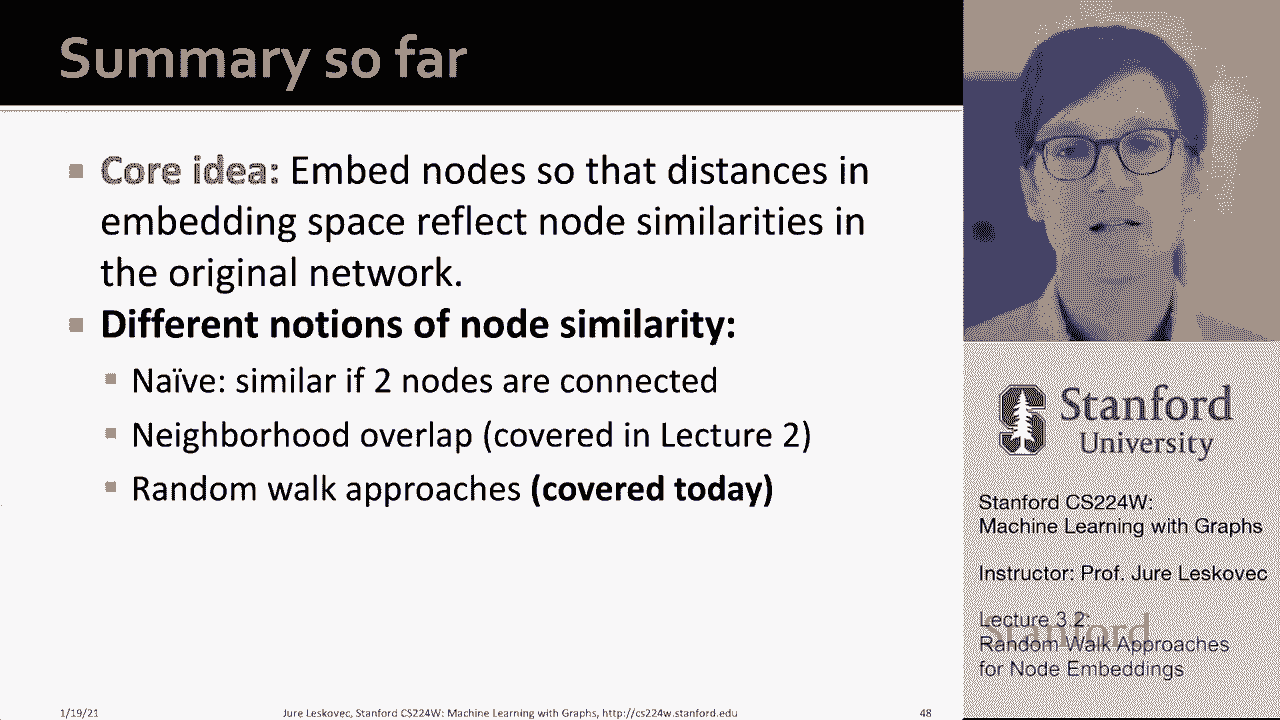 Summary so far
Core idea: Embed nodes so that distances in
embedding space reflect node similarities in
the original network.
Different notions of node similarity:
Naïve: similar if 2 nodes are connected
Neighborhood overlap (covered in Lecture 2)
Random walk approaches (covered today)
1/19/21
Jure Leskovec, Stanford CS224W: Machine Learning with Graphs, http://cs224w.stanford.edu
48
Stanford
University
Stanford CS224W:
Machine Learning with Graphs
Instructor: Prof. Jure Leskovec
Lecture 3 2:
Stanford
Random Walk Approaches
for Node Embeddings